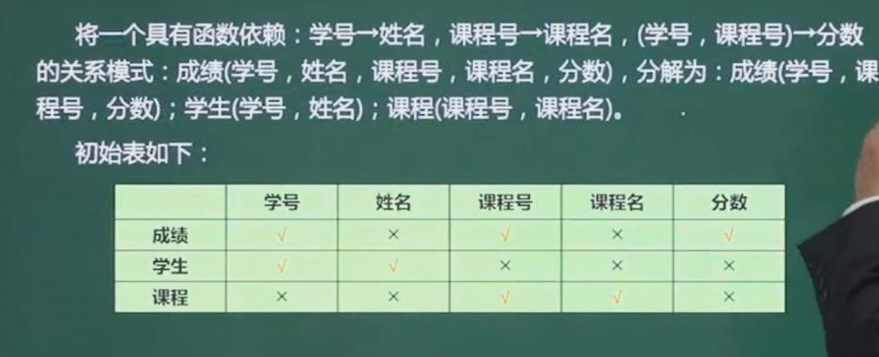 将一个具有函数依赖：学号→姓名，课程号→课程名，(学号，课程号)→分数
的关系模式：成绩(学号，姓名，课程号，课程名，分数)，分解为：成绩(学号，课
程号，分数)；学生(学号，姓名)；课程(课程号，课程名)。
初始表如下：
学号 姓名 课程号 课程名 分数
成绩 √ × √ × √
学生 √ √ × × ×
课程 × × √ √ ×